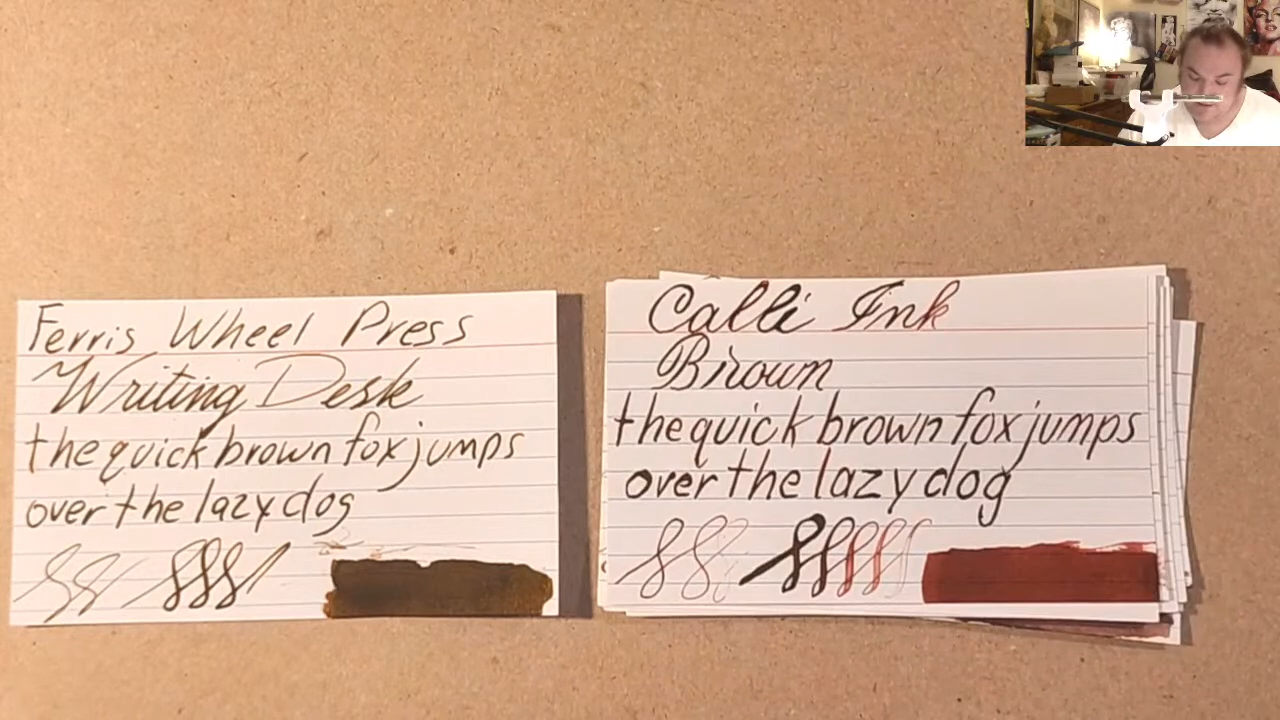 Ferris Wheel Press
Writing Desk
the quick brown fox jumps
over the lazy dog
Calli Ink
Brown
the quick brown fox jumps
over the lazy dog